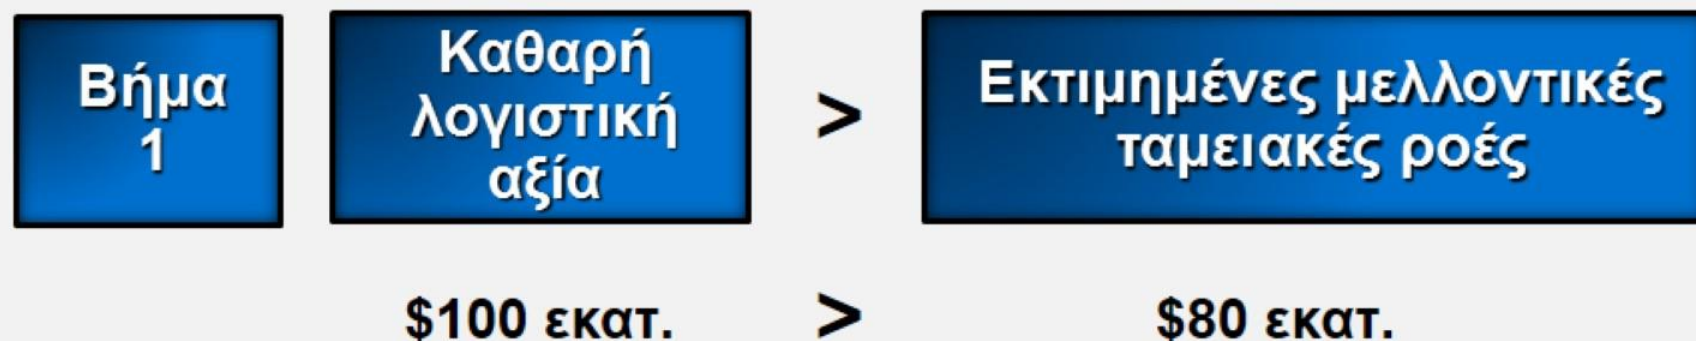 Βήμα
1
Καθαρή
λογιστική
αξία
>
Εκτιμημένες μελλοντικές
ταμειακές ροές
$100 εκατ. > $80 εκατ.